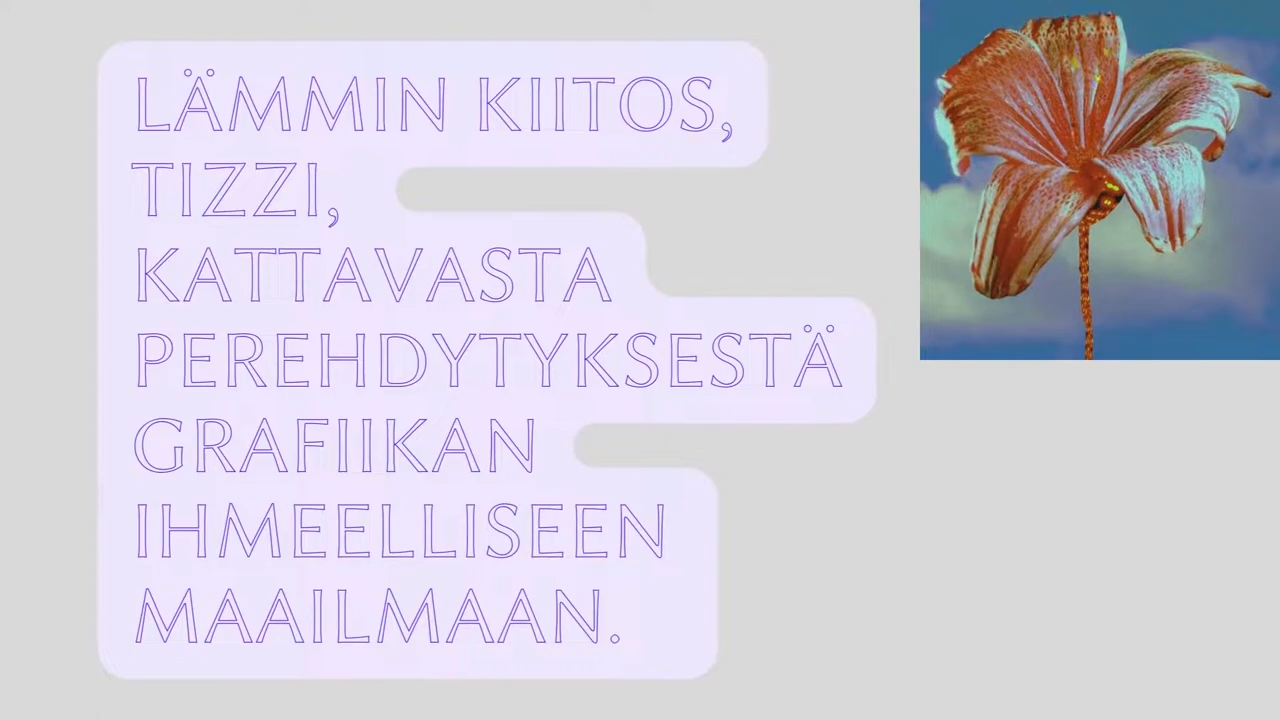 LÄMMIN KIITOS,
TIZZI,
KATTAVASTA
PEREHDYTYKSESTÄ
GRAFIIKAN
IHMEELLISEEN
MAAILMAAN.